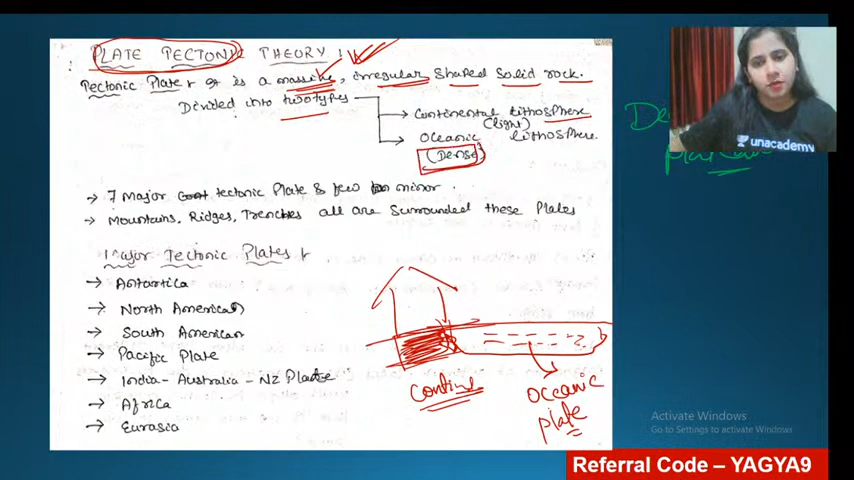 PLATE TECTONIC THEORY:
Tectonic Plate It is a massive, irregular shaped solid rock.
Divided into two types
Continental lithosphere
(light)
Oceanic lithosphere.
(Dense)
7 Major tectonic Plate & few minor.
Mountains, Ridges, Trenches all are surrounded these Plates
Major Tectonic Plates
Antartica
North American
South American
Pacific Plate
India-Australia-NZ Plate
Africa
Eurasia
Oceanic
plate
unacademy
Activate Windows
Go to Settings to activate Windows
Referral Code – YAGYA9